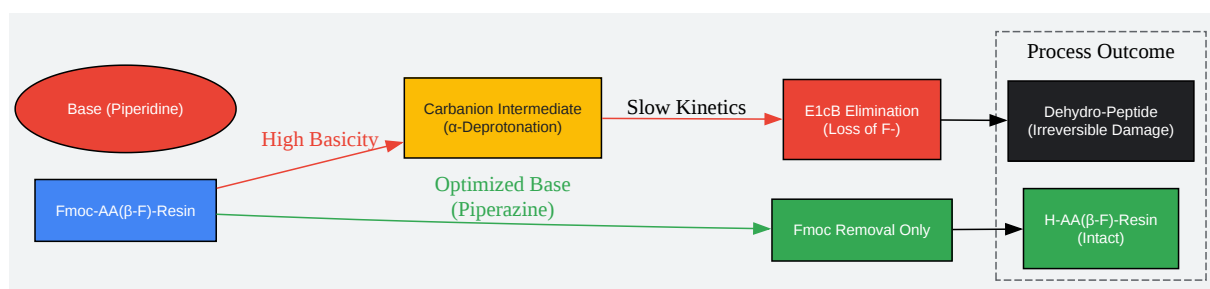 Process Outcome
Base (Piperidine)
Carbanion Intermediate
(α-Deprotonation)
Slow Kinetics
E1cB Elimination
(Loss of F-)
Dehydro-Peptide
(Irreversible Damage)
High Basicity
Fmoc-AA(β-F)-Resin
Optimized Base
(Piperazine)
Fmoc Removal Only
H-AA(β-F)-Resin
(Intact)